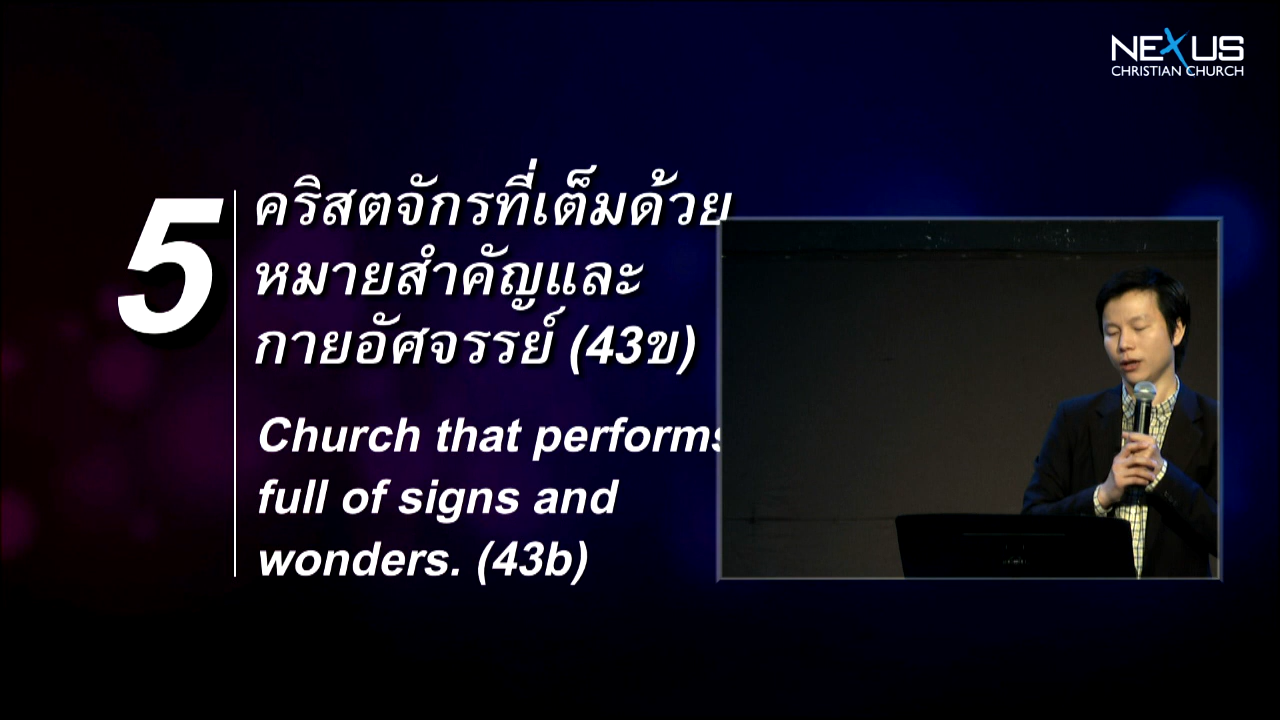 NEXUS
CHRISTIAN CHURCH
5
คริสตจักรที่เต็มด้วย
หมายสำคัญและ
กายอัศจรรย์ (43ข)
Church that performs
full of signs and
wonders. (43b)